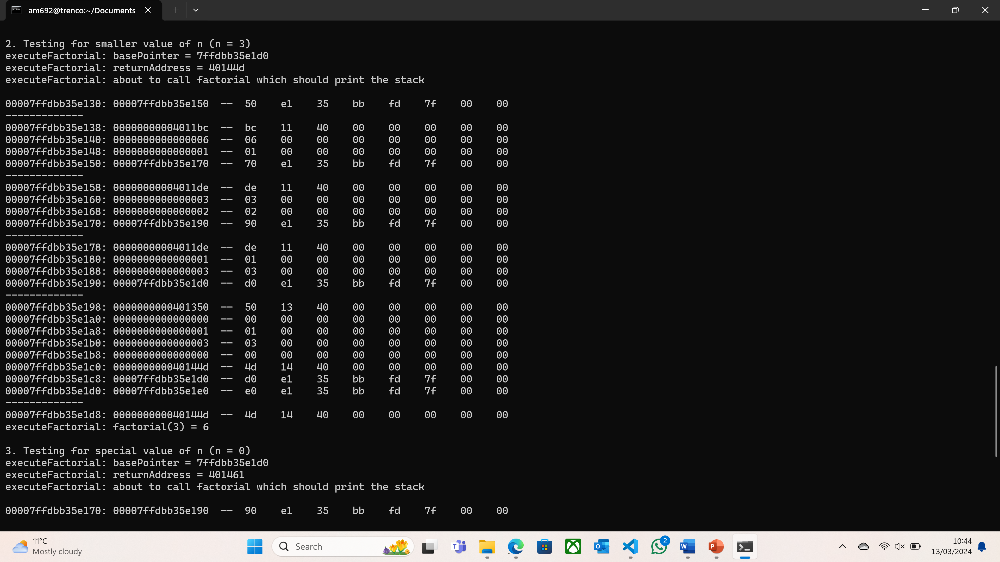 am692@trenco:~/Documents
2. Testing for smaller value of n (n = 3)
executeFactorial: basePointer = 7ffdbb35e1d0
executeFactorial: returnAddress = 40144d
executeFactorial: about to call factorial which should print the stack
00007ffdbb35e130: 00007ffdbb35e150  --  50    e1    35    bb    fd    7f    00    00
-------------
00007ffdbb35e138: 00000000004011bc  --  bc    11    40    00    00    00    00    00
00007ffdbb35e140: 0000000000000006  --  06    00    00    00    00    00    00    00
00007ffdbb35e148: 0000000000000001  --  01    00    00    00    00    00    00    00
00007ffdbb35e150: 00007ffdbb35e170  --  70    e1    35    bb    fd    7f    00    00
-------------
00007ffdbb35e158: 00000000004011de  --  de    11    40    00    00    00    00    00
00007ffdbb35e160: 0000000000000003  --  03    00    00    00    00    00    00    00
00007ffdbb35e168: 0000000000000002  --  02    00    00    00    00    00    00    00
00007ffdbb35e170: 00007ffdbb35e190  --  90    e1    35    bb    fd    7f    00    00
-------------
00007ffdbb35e178: 00000000004011de  --  de    11    40    00    00    00    00    00
00007ffdbb35e180: 0000000000000001  --  01    00    00    00    00    00    00    00
00007ffdbb35e188: 0000000000000003  --  03    00    00    00    00    00    00    00
00007ffdbb35e190: 00007ffdbb35e1d0  --  d0    e1    35    bb    fd    7f    00    00
-------------
00007ffdbb35e198: 0000000000401350  --  50    13    40    00    00    00    00    00
00007ffdbb35e1a0: 0000000000000000  --  00    00    00    00    00    00    00    00
00007ffdbb35e1a8: 0000000000000001  --  01    00    00    00    00    00    00    00
00007ffdbb35e1b0: 0000000000000003  --  03    00    00    00    00    00    00    00
00007ffdbb35e1b8: 0000000000000000  --  00    00    00    00    00    00    00    00
00007ffdbb35e1c0: 000000000040144d  --  4d    14    40    00    00    00    00    00
00007ffdbb35e1c8: 00007ffdbb35e1d0  --  d0    e1    35    bb    fd    7f    00    00
00007ffdbb35e1d0: 00007ffdbb35e1e0  --  e0    e1    35    bb    fd    7f    00    00
-------------
00007ffdbb35e1d8: 000000000040144d  --  4d    14    40    00    00    00    00    00
executeFactorial: factorial(3) = 6
3. Testing for special value of n (n = 0)
executeFactorial: basePointer = 7ffdbb35e1d0
executeFactorial: returnAddress = 401461
executeFactorial: about to call factorial which should print the stack
00007ffdbb35e170: 00007ffdbb35e190  --  90    e1    35    bb    fd    7f    00    00
11°C
Mostly cloudy
Search
2
10:44
13/03/2024